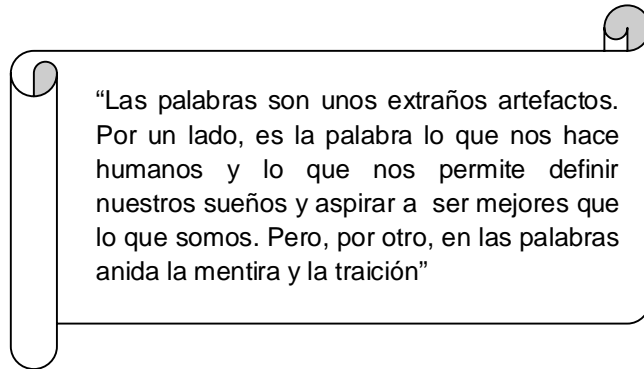 “Las palabras son unos extraños artefactos.
Por un lado, es la palabra lo que nos hace
humanos y lo que nos permite definir
nuestros sueños y aspirar a  ser mejores que
lo que somos. Pero, por otro, en las palabras
anida la mentira y la traición”